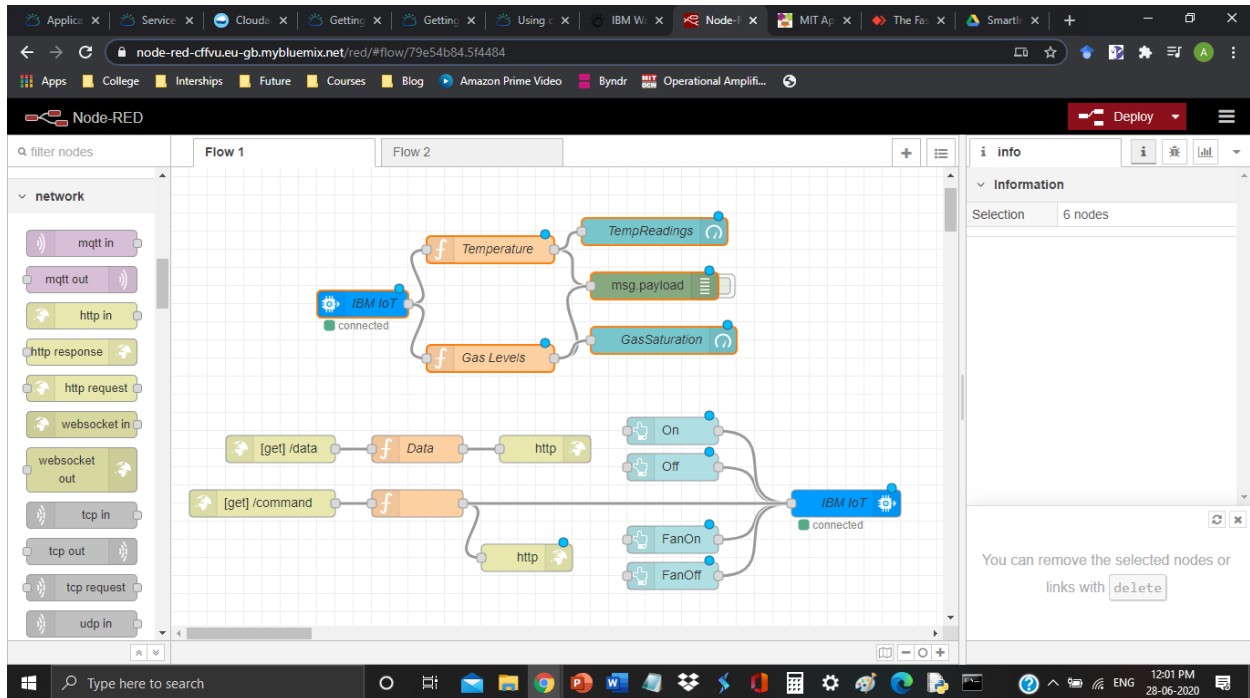 Applica
Service
Clouda
Getting
Getting
Using c
IBM W
Node-F
MIT Ap
The Fas
SmartIr
node-red-cffvu.eu-gb.mybluemix.net/red/#flow/79e54b84.5f4484
A
Apps College Interships Future Courses Blog Amazon Prime Video Byndr MIT OCW Operational Amplifi...
Node-RED
Deploy
filter nodes
Flow 1
Flow 2
i info
i
network
Information
Selection 6 nodes
mqtt in
mqtt out
http in
http response
http request
websocket in
websocket
out
tcp in
tcp out
tcp request
udp in
TempReadings
f Temperature
msg.payload
IBM IoT
connected
GasSaturation
f Gas Levels
On
[get] /data
f Data
http
Off
[get] /command
f
IBM IoT
connected
FanOn
http
FanOff
You can remove the selected nodes or
links with delete
Type here to search
ENG
12:01 PM
28-06-2020